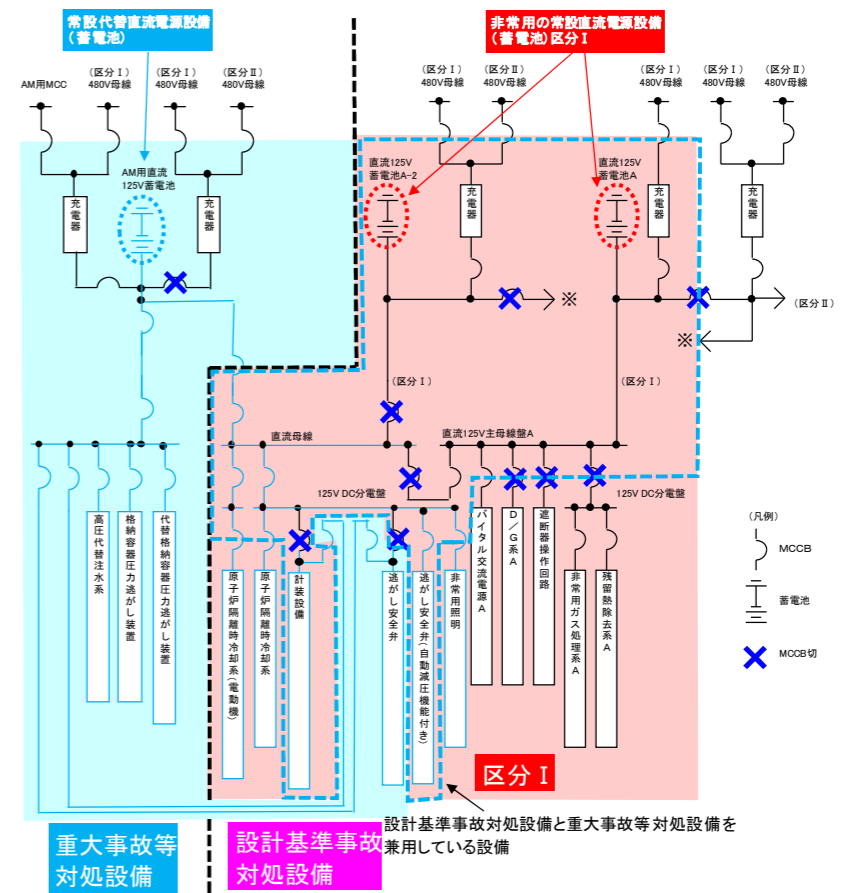 常設代替直流電源設備
(蓄電池)
非常用の常設直流電源設備
(蓄電池)区分Ⅰ
AM用MCC
(区分Ⅰ)
480V母線
(区分Ⅰ)
480V母線
(区分Ⅱ)
480V母線
(区分Ⅰ)
480V母線
(区分Ⅱ)
480V母線
(区分Ⅰ)
480V母線
(区分Ⅰ)
480V母線
(区分Ⅱ)
480V母線
AM用直流
125V蓄電池
直流125V
蓄電池A-2
直流125V
蓄電池A
充電器
充電器
充電器
充電器
充電器
※
(区分Ⅱ)
※
(区分Ⅰ)
(区分Ⅰ)
直流母線
直流125V主母線盤A
125V DC分電盤
125V DC分電盤
高圧代替注水系
格納容器圧力逃がし装置
代替格納容器圧力逃がし装置
原子炉隔離時冷却系(電動機)
原子炉隔離時冷却系
計装設備
逃がし安全弁
逃がし安全弁(自動減圧機能付き)
非常用照明
バイタル交流電源A
D/G系A
遮断器操作回路
非常用ガス処理系A
残留熱除去系A
(凡例)
MCCB
蓄電池
MCCB切
区分Ⅰ
重大事故等
対処設備
設計基準事故
対処設備
設計基準事故対処設備と重大事故等対処設備を
兼用している設備